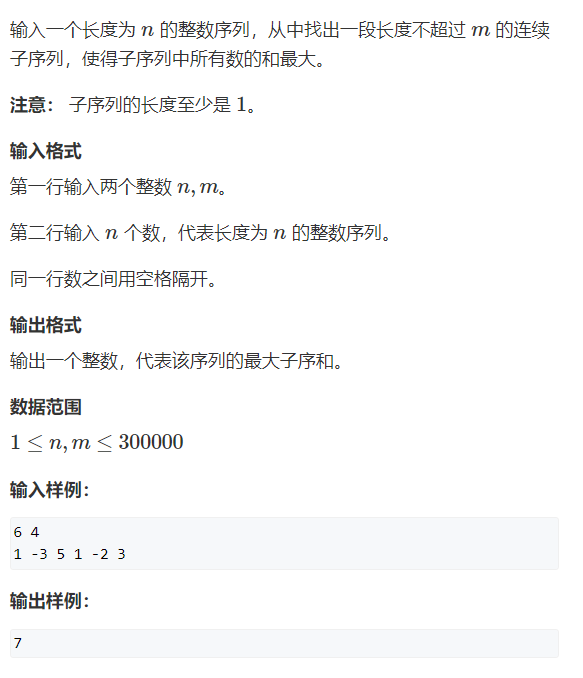 输入一个长度为 n 的整数序列，从中找出一段长度不超过 m 的连续
子序列，使得子序列中所有数的和最大。
注意： 子序列的长度至少是 1。
输入格式
第一行输入两个整数 n, m。
第二行输入 n 个数，代表长度为 n 的整数序列。
同一行数之间用空格隔开。
输出格式
输出一个整数，代表该序列的最大子序和。
数据范围
1 ≤ n, m ≤ 300000
输入样例：
6 4
1 -3 5 1 -2 3
输出样例：
7